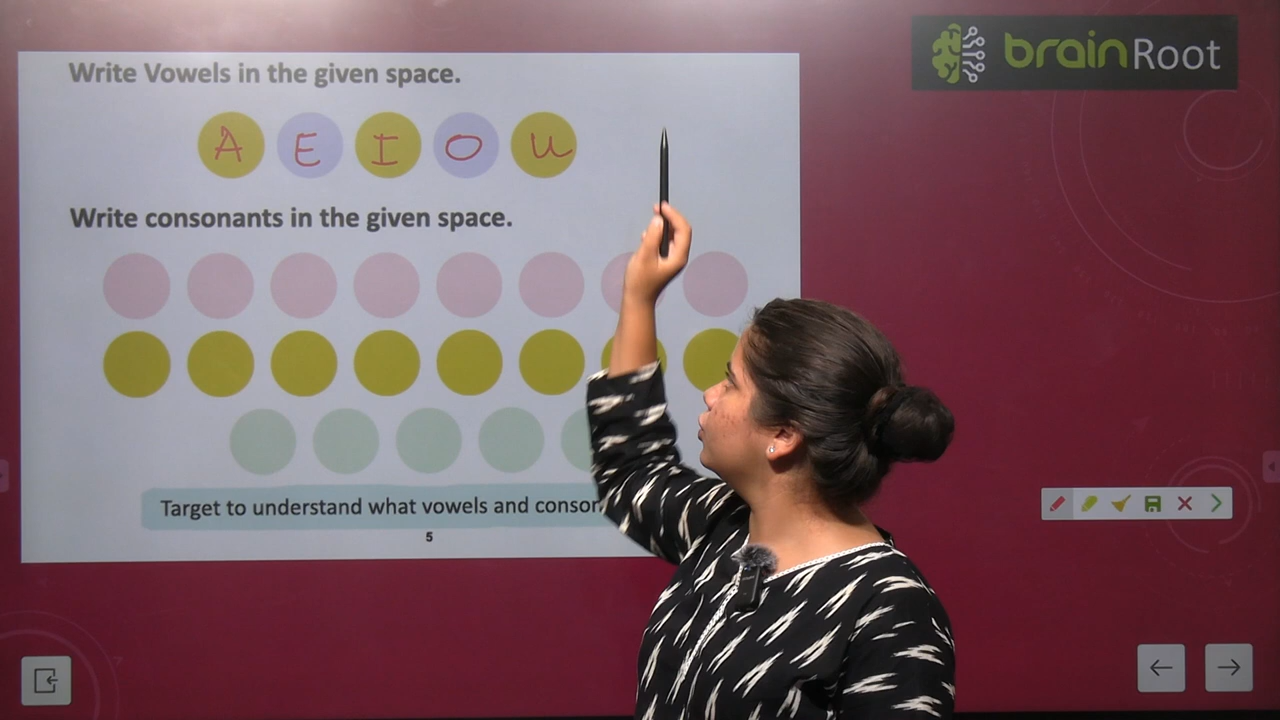 brainRoot
Write Vowels in the given space.
A E I O U
Write consonants in the given space.
Target to understand what vowels and conson
5